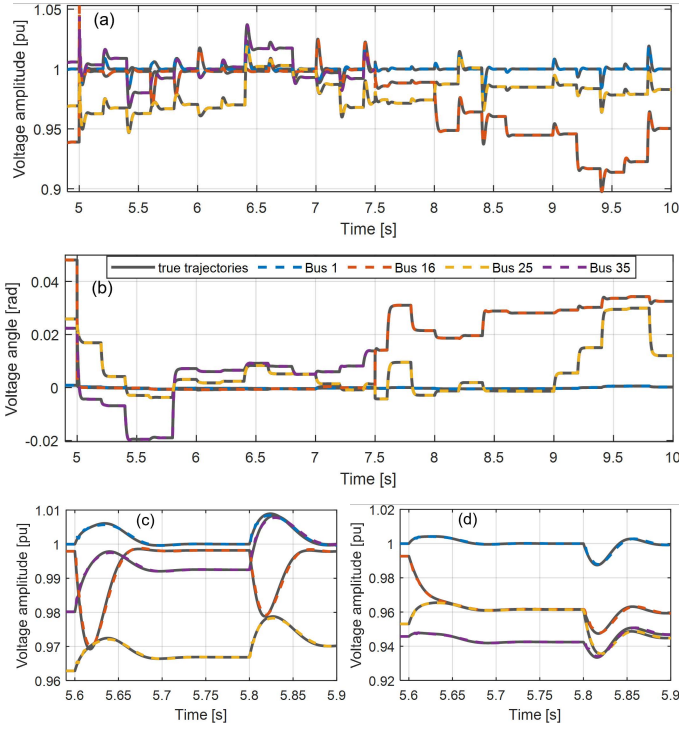 1.05
(a)
Voltage amplitude [pu]
1
0.95
0.9
5 5.5 6 6.5 7 7.5 8 8.5 9 9.5 10
Time [s]
true trajectories Bus 1 Bus 16 Bus 25 Bus 35
(b)
Voltage angle [rad]
0.04
0.02
0
-0.02
5 5.5 6 6.5 7 7.5 8 8.5 9 9.5 10
Time [s]
(c)
Voltage amplitude [pu]
1.01
1
0.99
0.98
0.97
0.96
5.6 5.65 5.7 5.75 5.8 5.85 5.9
Time [s]
(d)
Voltage amplitude [pu]
1.02
1
0.98
0.96
0.94
0.92
5.6 5.65 5.7 5.75 5.8 5.85 5.9
Time [s]